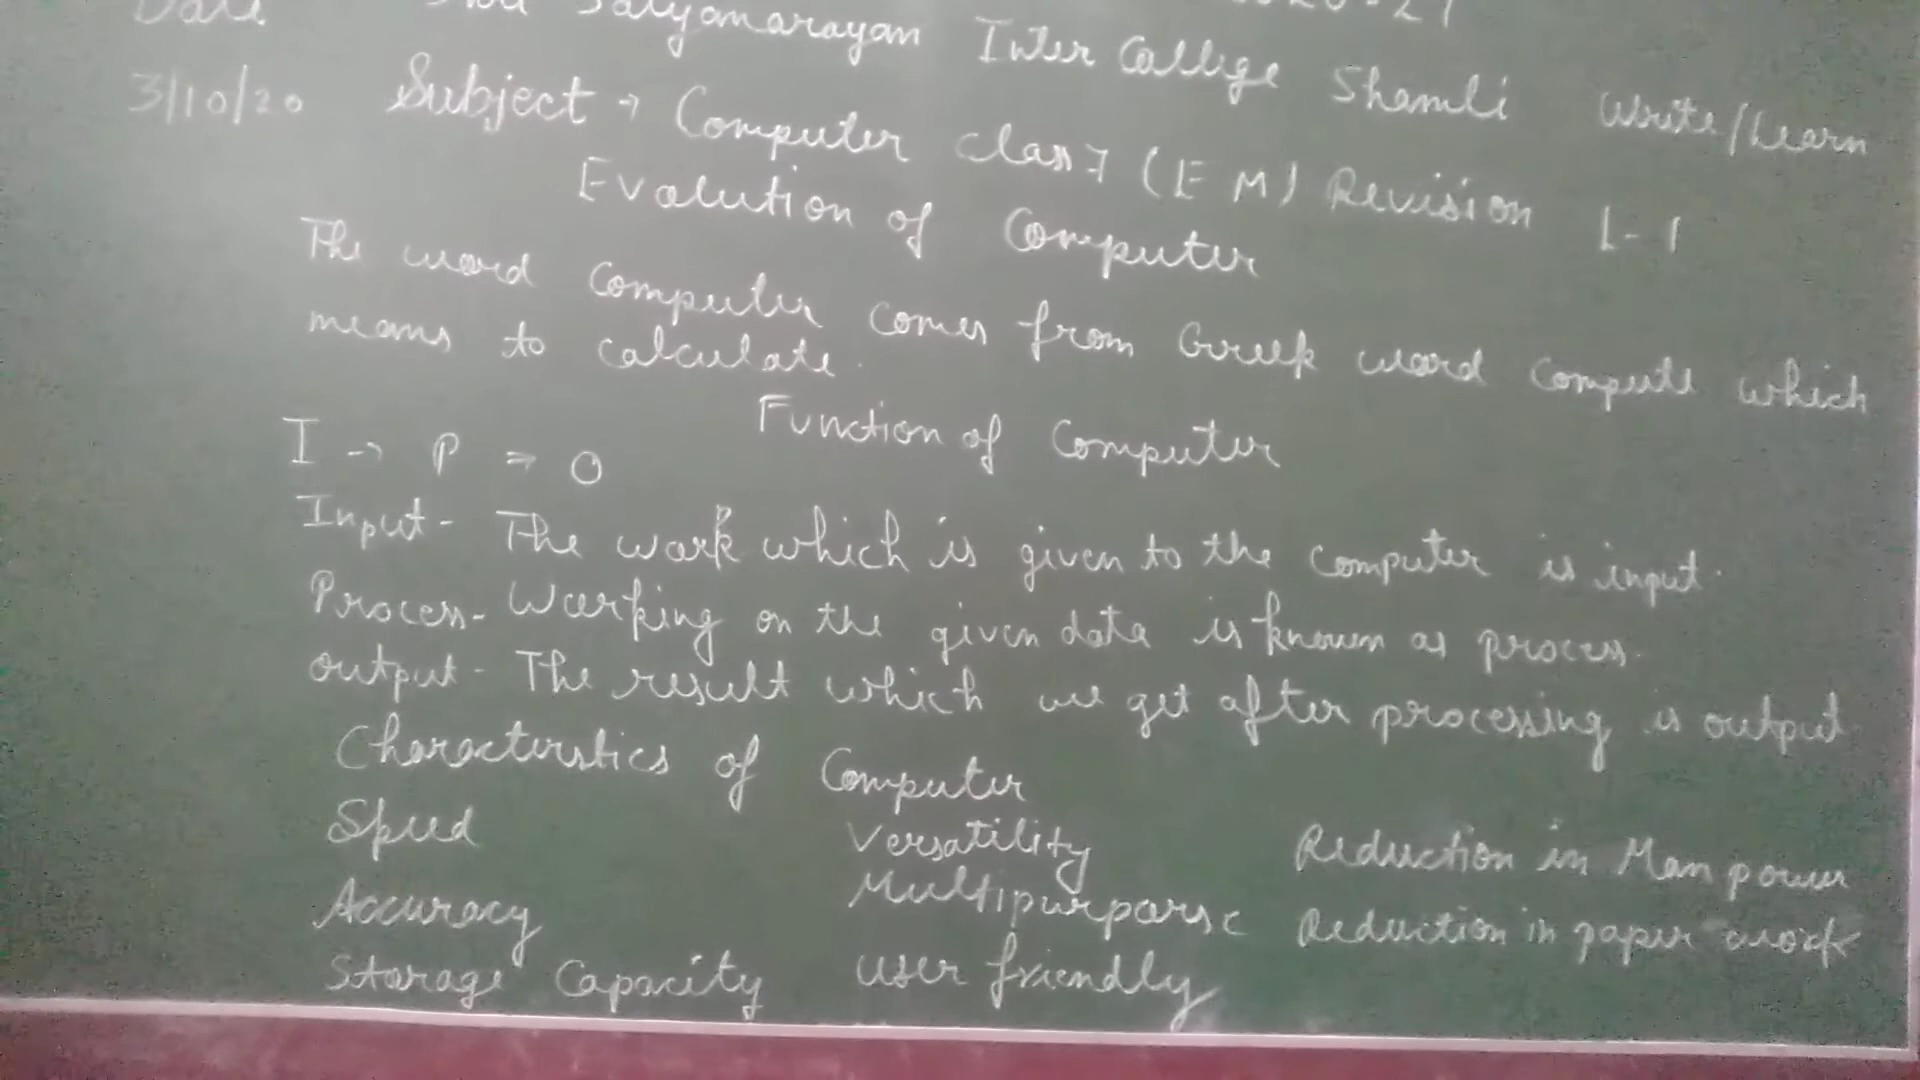 Date Satyanarayan Inter College Shamli Write/Learn
3/10/20 Subject → Computer class 7 (E M) Revision L-1
Evolution of Computer
The word Computer comes from Greek word Compute which
means to calculate.
Function of Computer
I → P → O
Input - The work which is given to the computer is input.
Process - Working on the given data is known as process.
output - The result which we get after processing is output
Characteristics of Computer
Speed Versatility Reduction in Man power
Accuracy Multipurporse Reduction in paper work
Storage Capacity user friendly